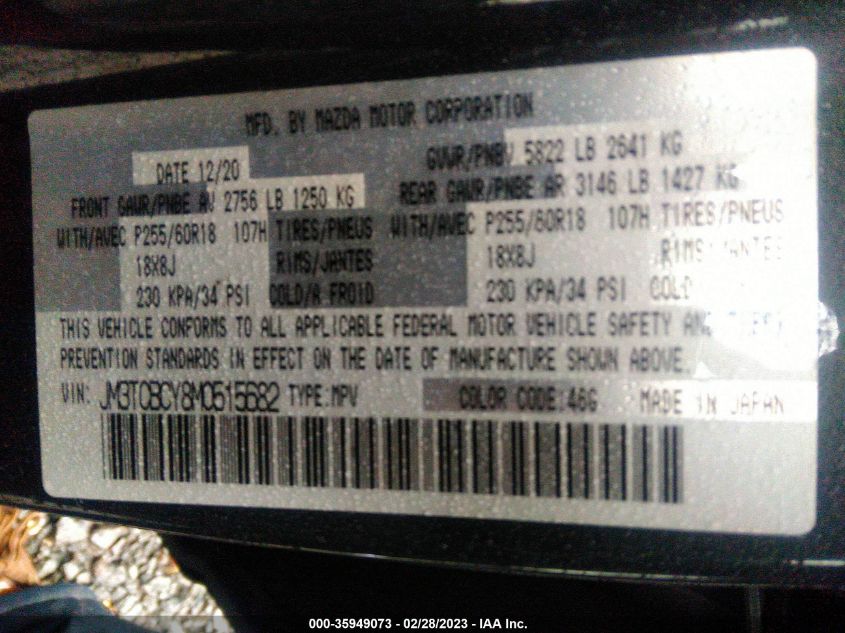 MFD. BY MAZDA MOTOR CORPORATION
DATE 12/20 GVWR/PNBV 5822 LB 2641 KG
FRONT GAWR/PNBE AV 2756 LB 1250 KG REAR GAWR/PNBE AR 3146 LB 1427 KG
WITH/AVEC P255/60R18 107H TIRES/PNEUS WITH/AVEC P255/60R18 107H TIRES/PNEUS
18X8J RIMS/JANTES 18X8J RIMS/JANTES
230 KPA/34 PSI COLD/A FROID 230 KPA/34 PSI COLD
THIS VEHICLE CONFORMS TO ALL APPLICABLE FEDERAL MOTOR VEHICLE SAFETY AND THEFT
PREVENTION STANDARDS IN EFFECT ON THE DATE OF MANUFACTURE SHOWN ABOVE.
VIN: JM3TCBCY8M0515682 TYPE:MPV COLOR CODE:46G MADE IN JAPAN
000-35949073 - 02/28/2023 - IAA Inc.